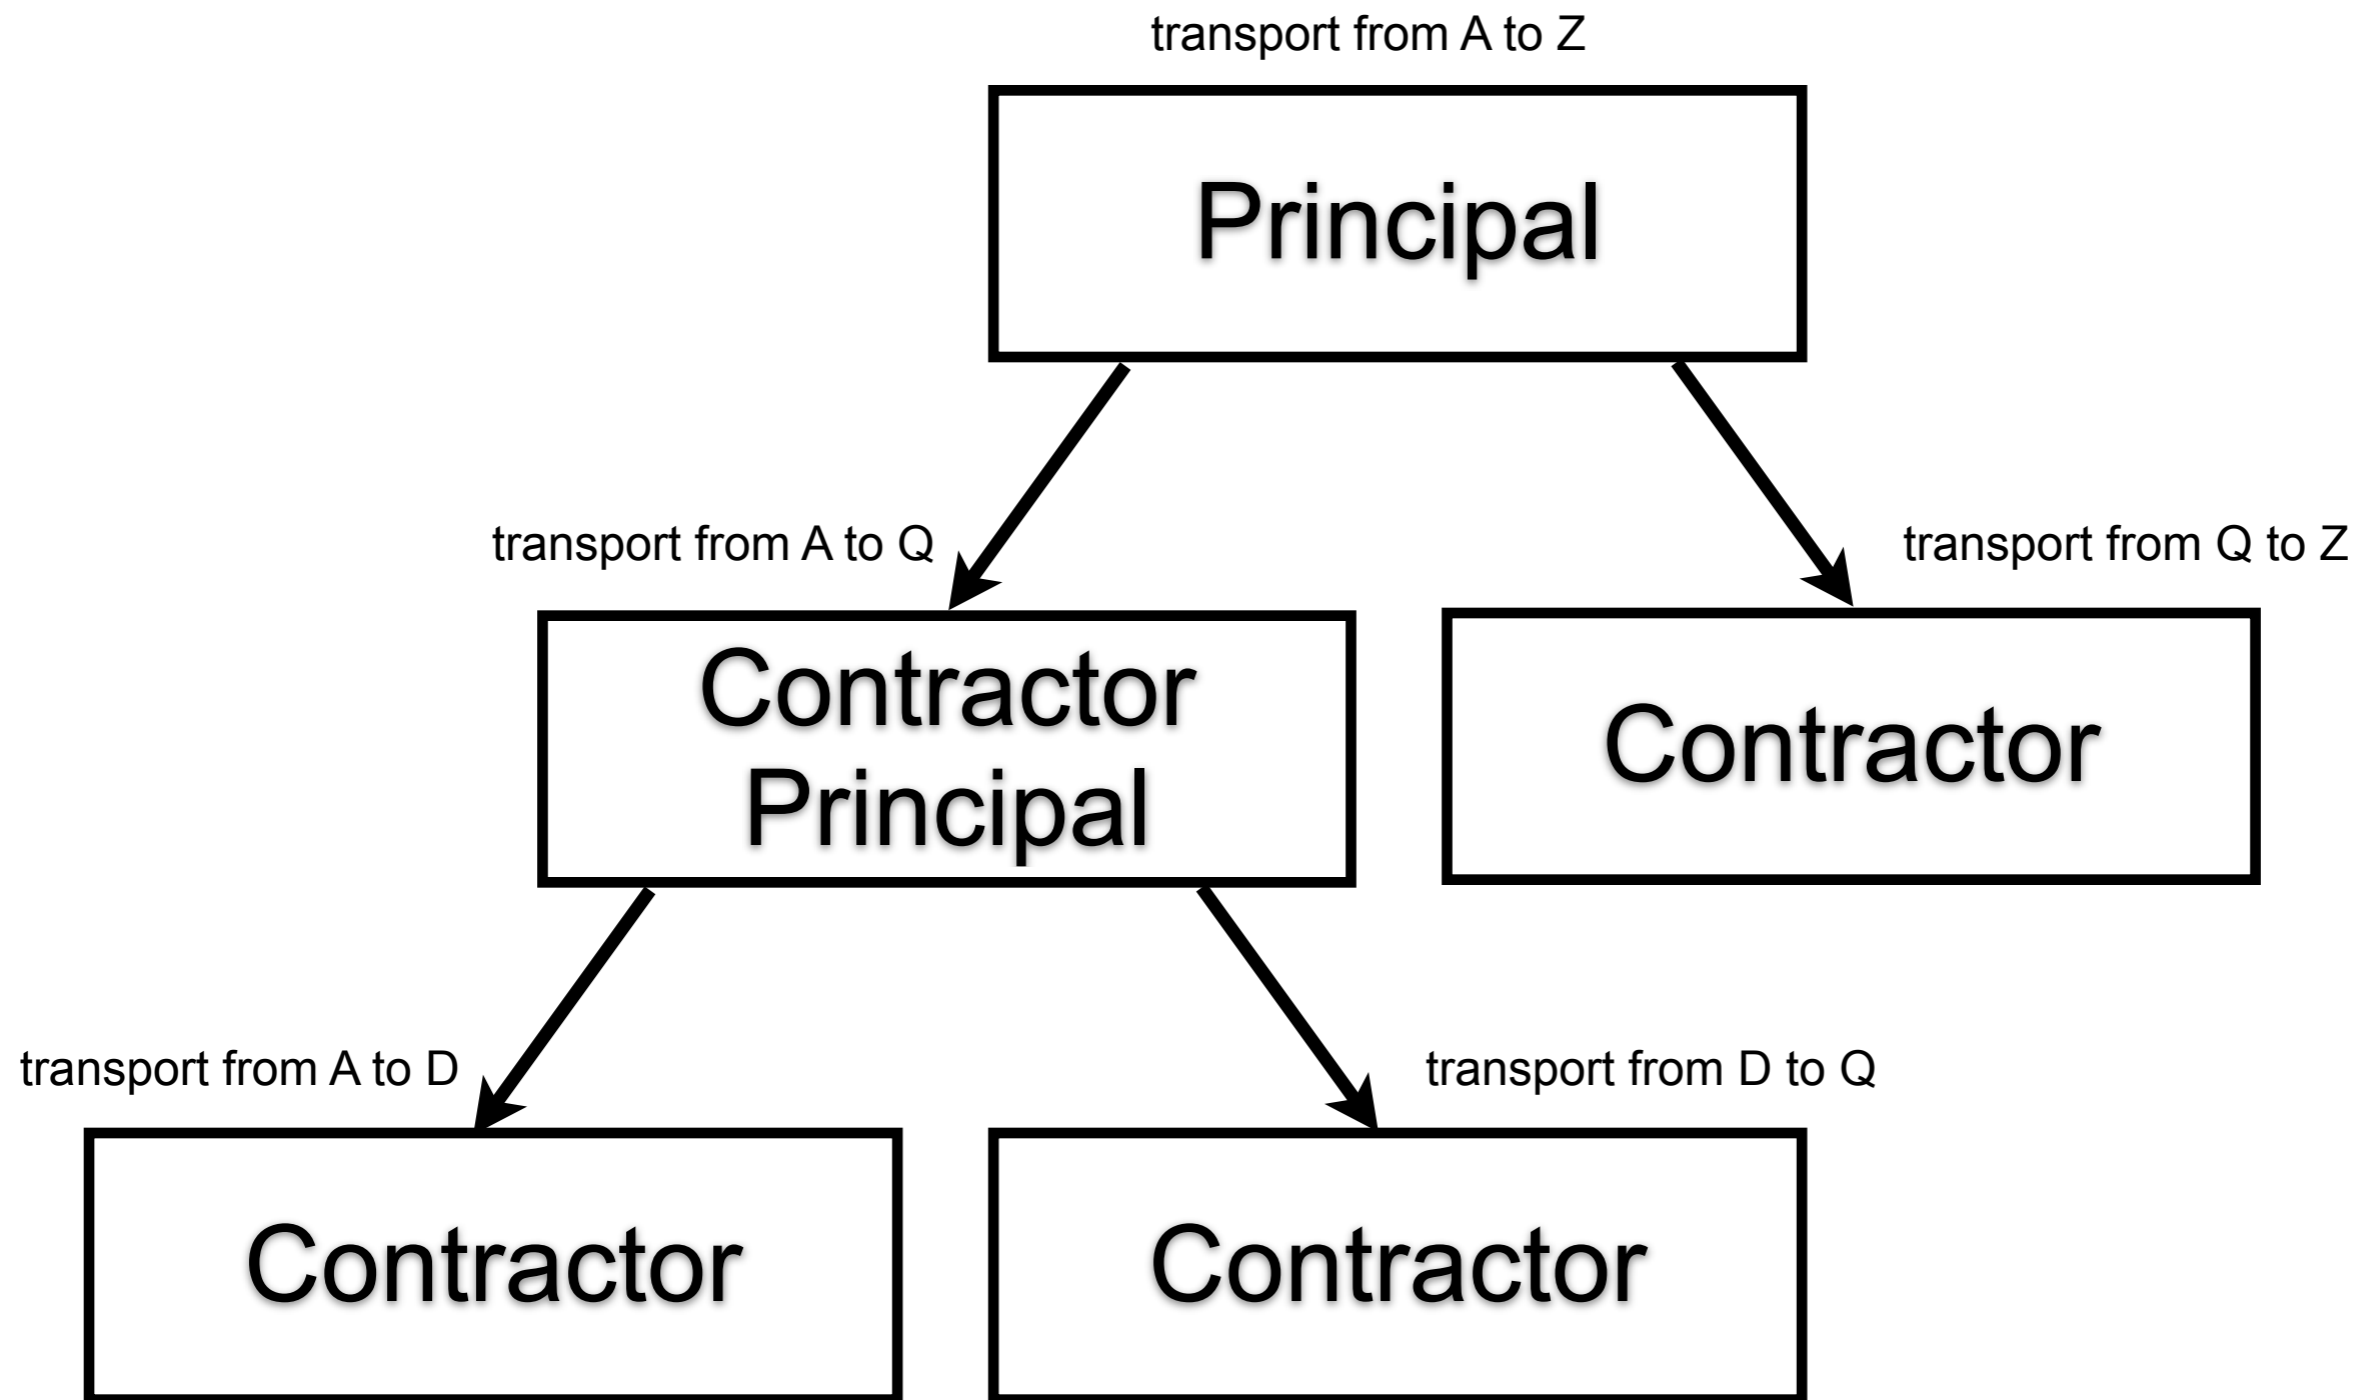 transport from A to Z
Principal
transport from A to Q
transport from Q to Z
Contractor
Principal
Contractor
transport from A to D
transport from D to Q
Contractor
Contractor